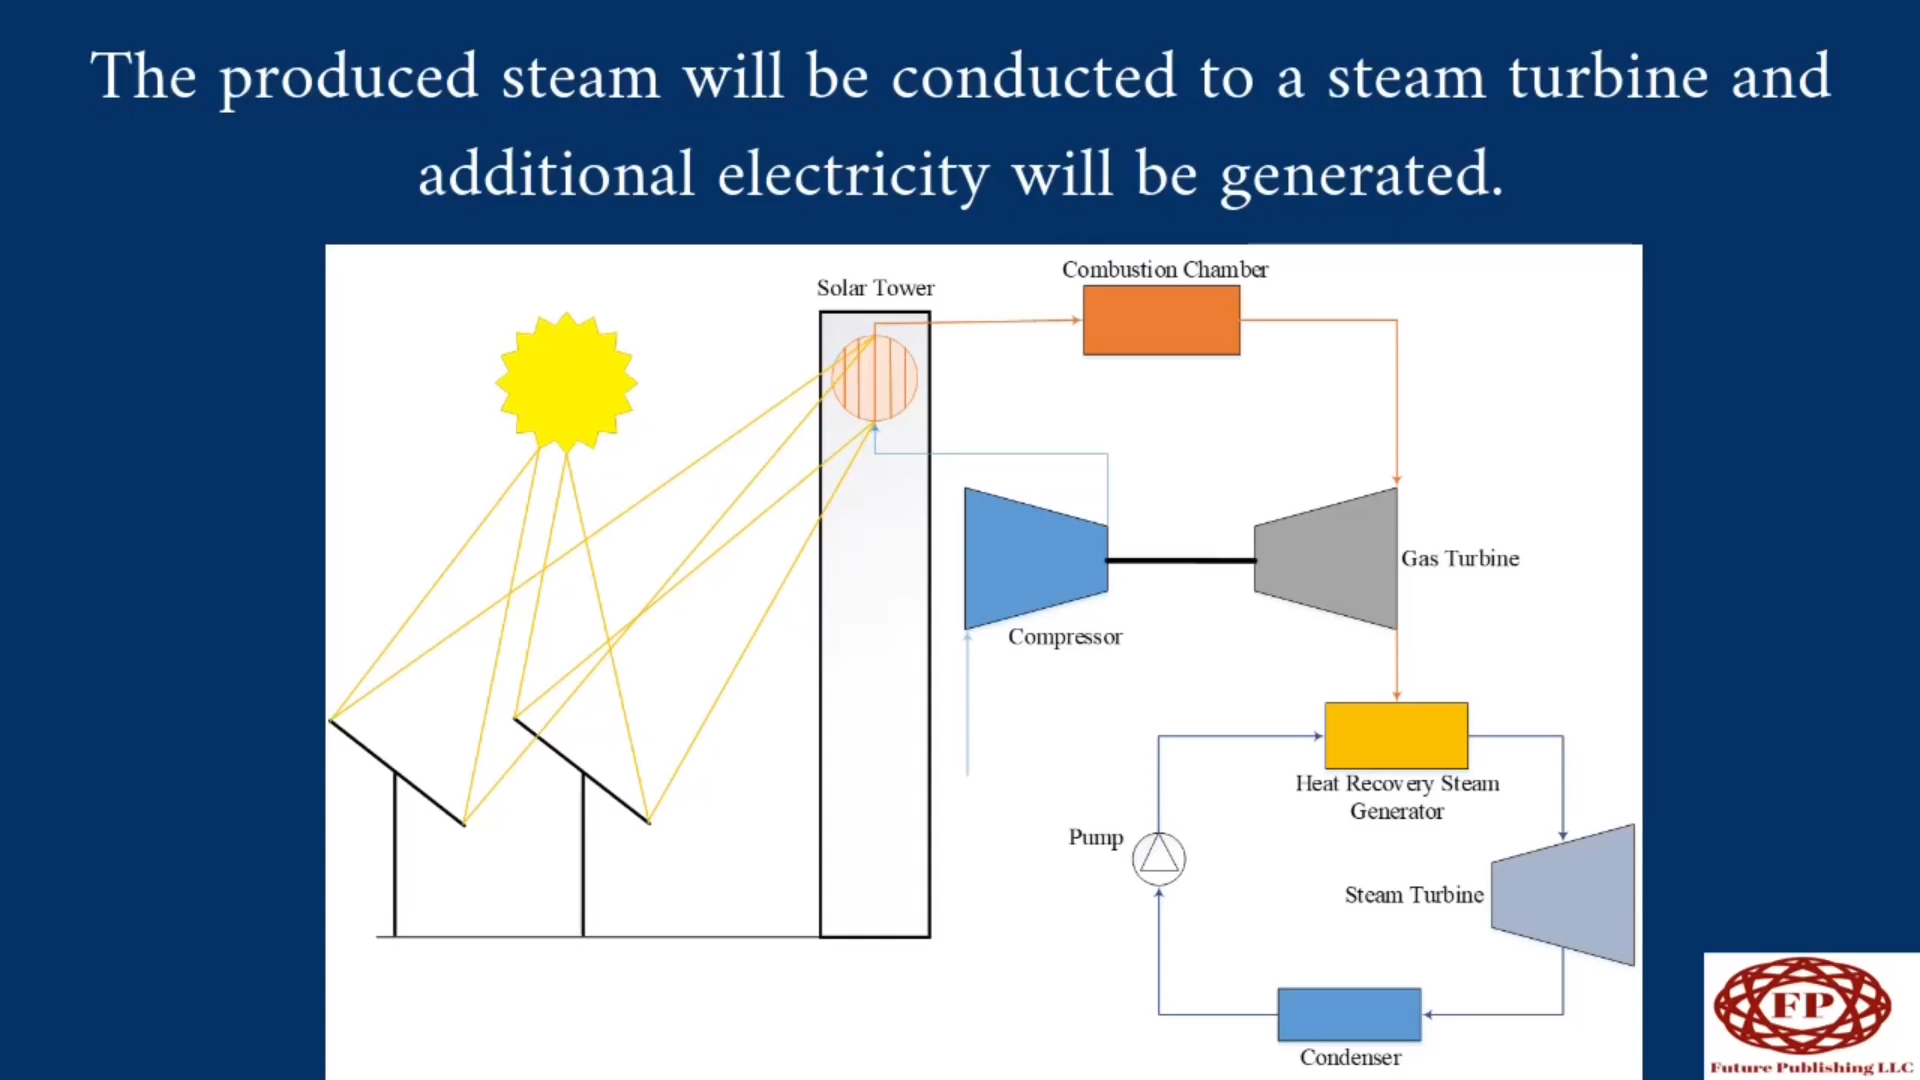 The produced steam will be conducted to a steam turbine and
additional electricity will be generated.
Combustion Chamber
Solar Tower
Gas Turbine
Compressor
Heat Recovery Steam
Generator
Pump
Steam Turbine
Condenser
FP
Future Publishing LLC